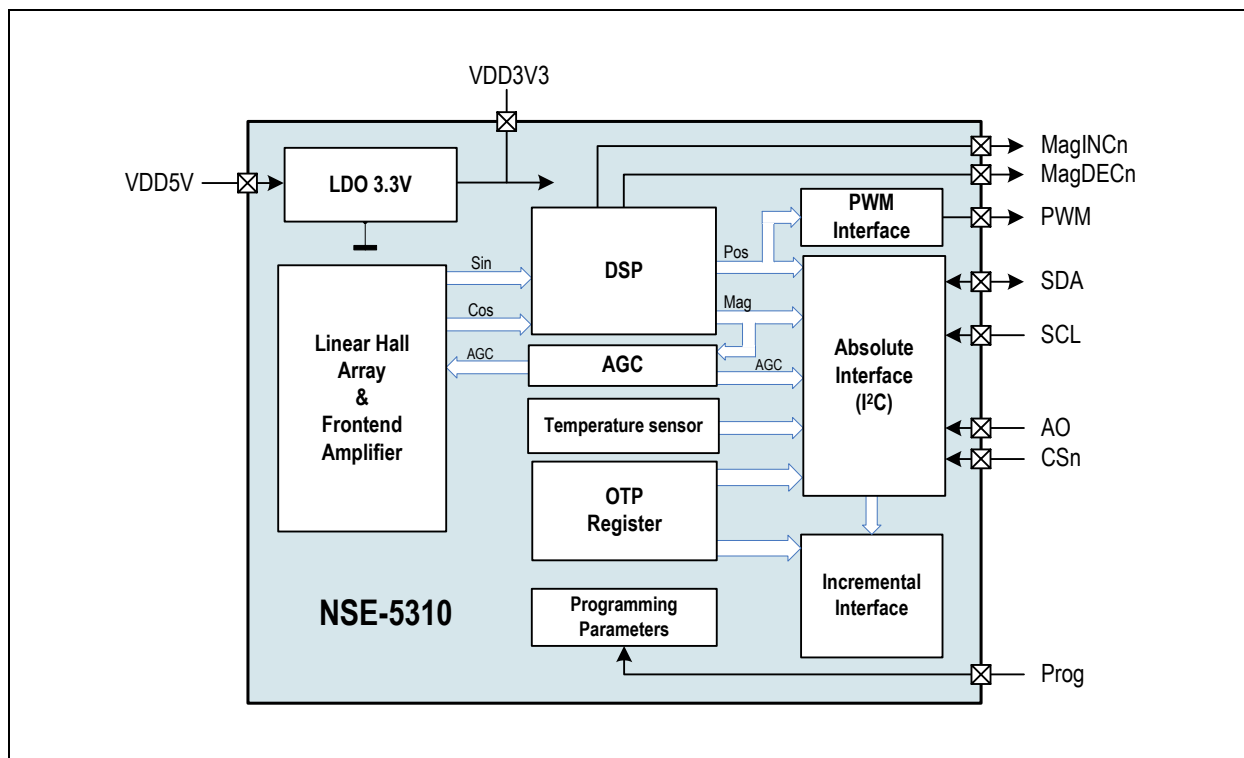 VDD3V3
VDD5V
LDO 3.3V
MagINCn
MagDECn
PWM
Interface
PWM
DSP
Sin
Cos
Pos
Mag
Linear Hall
Array
&
Frontend
Amplifier
AGC
AGC
AGC
Absolute
Interface
(I²C)
SDA
SCL
AO
CSn
Temperature sensor
OTP
Register
Incremental
Interface
NSE-5310
Programming
Parameters
Prog